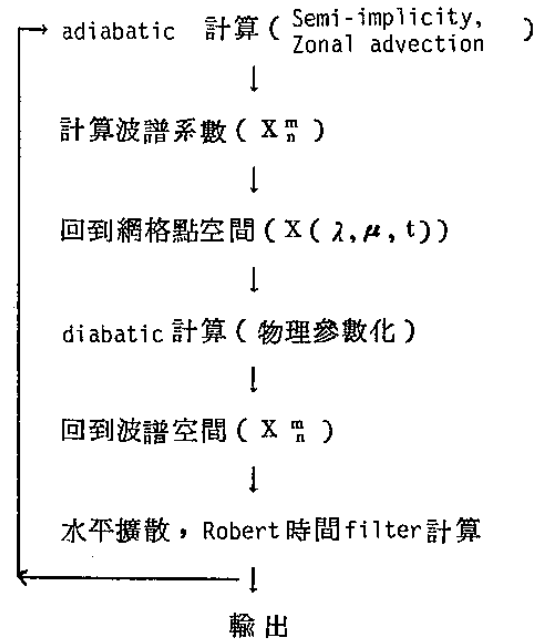 adiabatic 計算 ( Semi-implicity,
Zonal advection )
計算波譜系數 ( X m n )
回到網格點空間 ( X ( λ, μ, t ) )
diabatic 計算 ( 物理參數化 )
回到波譜空間 ( X m n )
水平擴散，Robert 時間 filter 計算
輸出